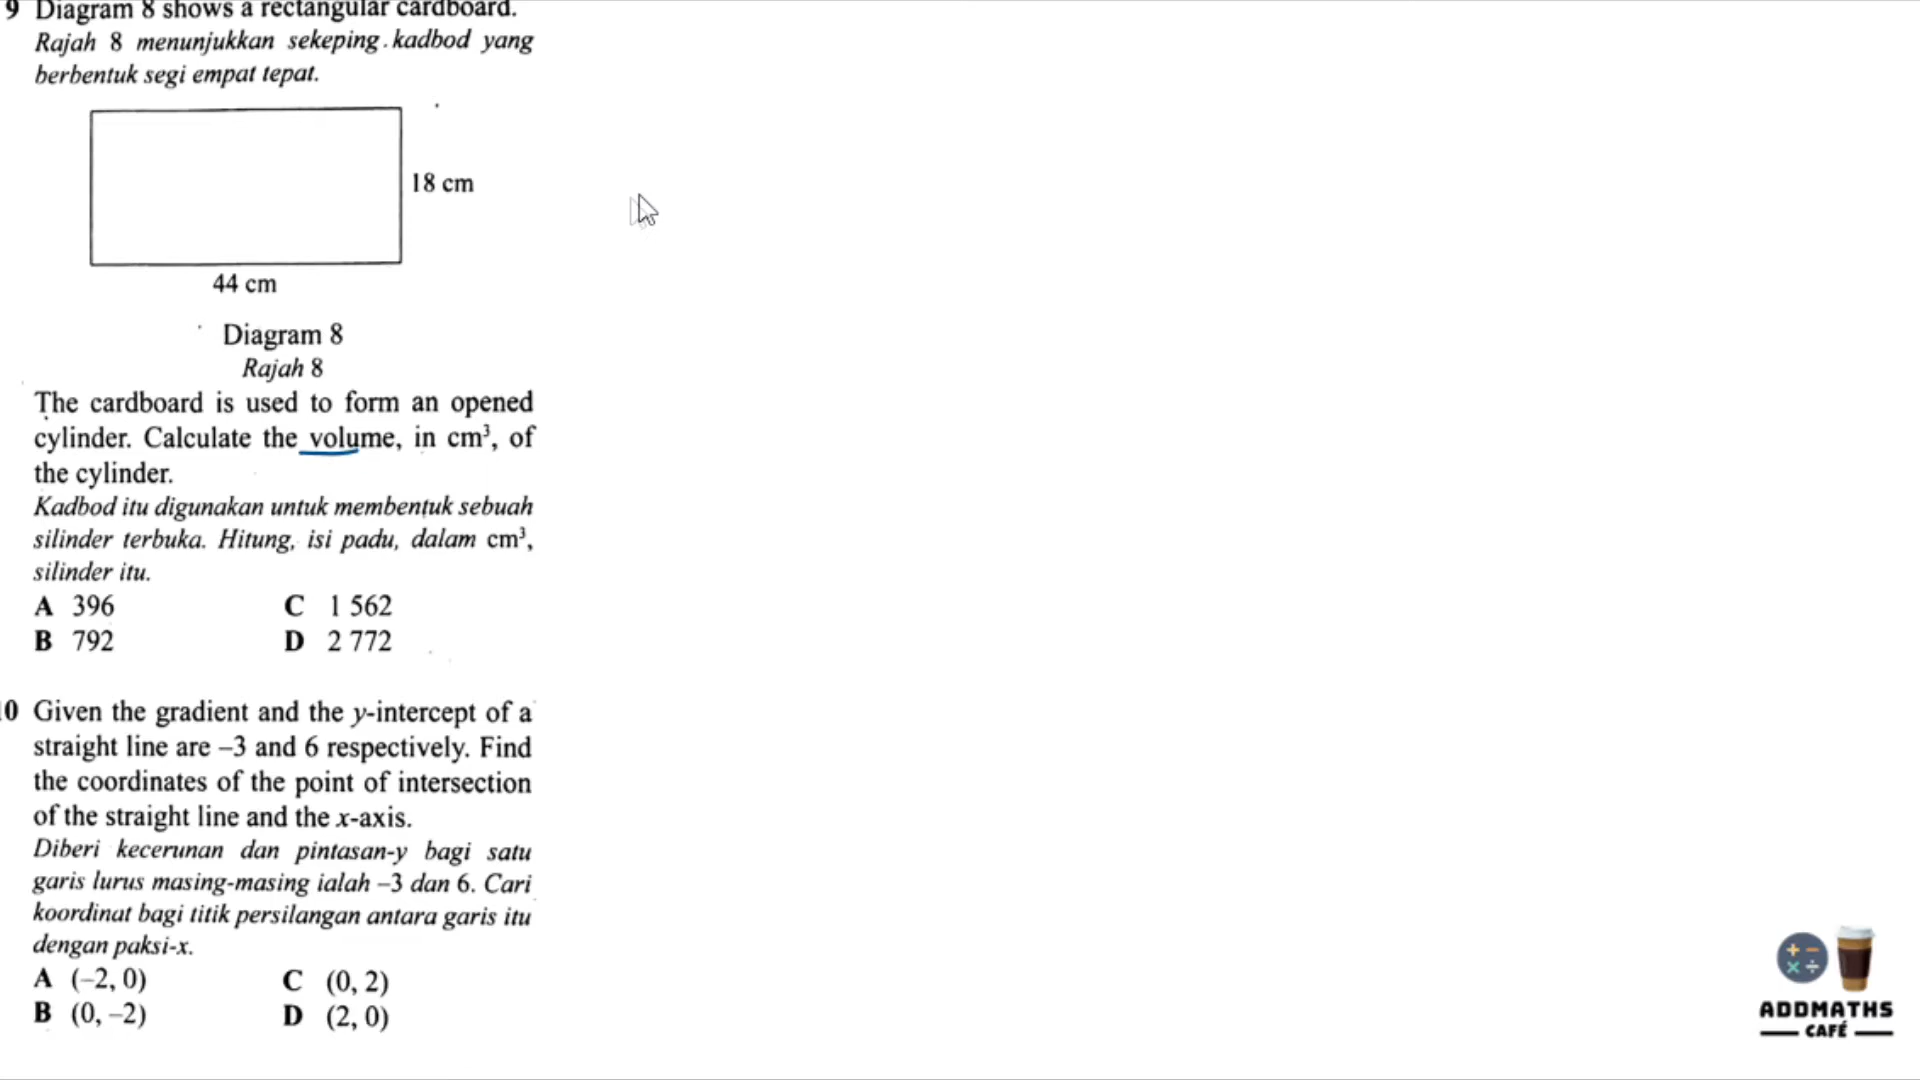 9 Diagram 8 shows a rectangular cardboard.
Rajah 8 menunjukkan sekeping kadbod yang
berbentuk segi empat tepat.
18 cm
44 cm
Diagram 8
Rajah 8
The cardboard is used to form an opened
cylinder. Calculate the volume, in cm³, of
the cylinder.
Kadbod itu digunakan untuk membentuk sebuah
silinder terbuka. Hitung, isi padu, dalam cm³,
silinder itu.
A 396 C 1 562
B 792 D 2 772
10 Given the gradient and the y-intercept of a
straight line are –3 and 6 respectively. Find
the coordinates of the point of intersection
of the straight line and the x-axis.
Diberi kecerunan dan pintasan-y bagi satu
garis lurus masing-masing ialah –3 dan 6. Cari
koordinat bagi titik persilangan antara garis itu
dengan paksi-x.
A (–2, 0) C (0, 2)
B (0, –2) D (2, 0)
ADDMATHS
CAFÉ